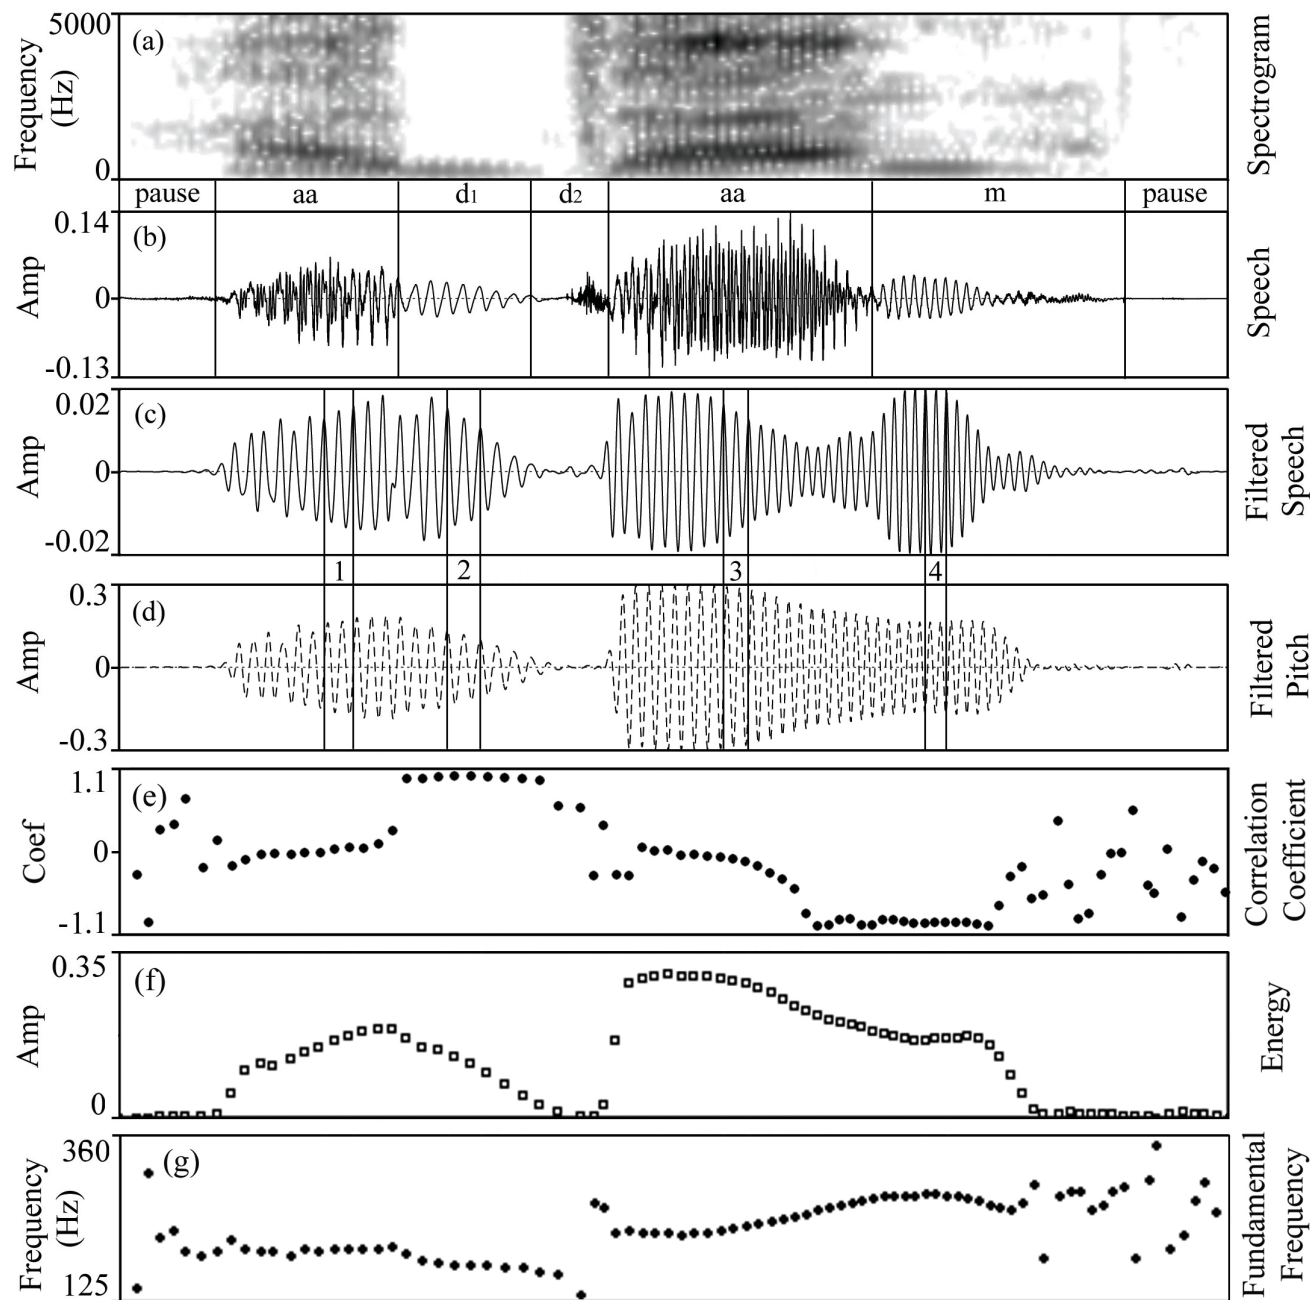 5000
(a)
Frequency
(Hz)
Spectrogram
0
pause aa d1 d2 aa m pause
0.14
(b)
Amp
0
Speech
-0.13
0.02
(c)
Amp
0
Filtered
Speech
-0.02
1 2 3 4
0.3
(d)
Amp
0
Filtered
Pitch
-0.3
1.1
(e)
Coef
0
Correlation
Coefficient
-1.1
0.35
(f)
Amp
Energy
0
360
(g)
Frequency
(Hz)
Fundamental
Frequency
125